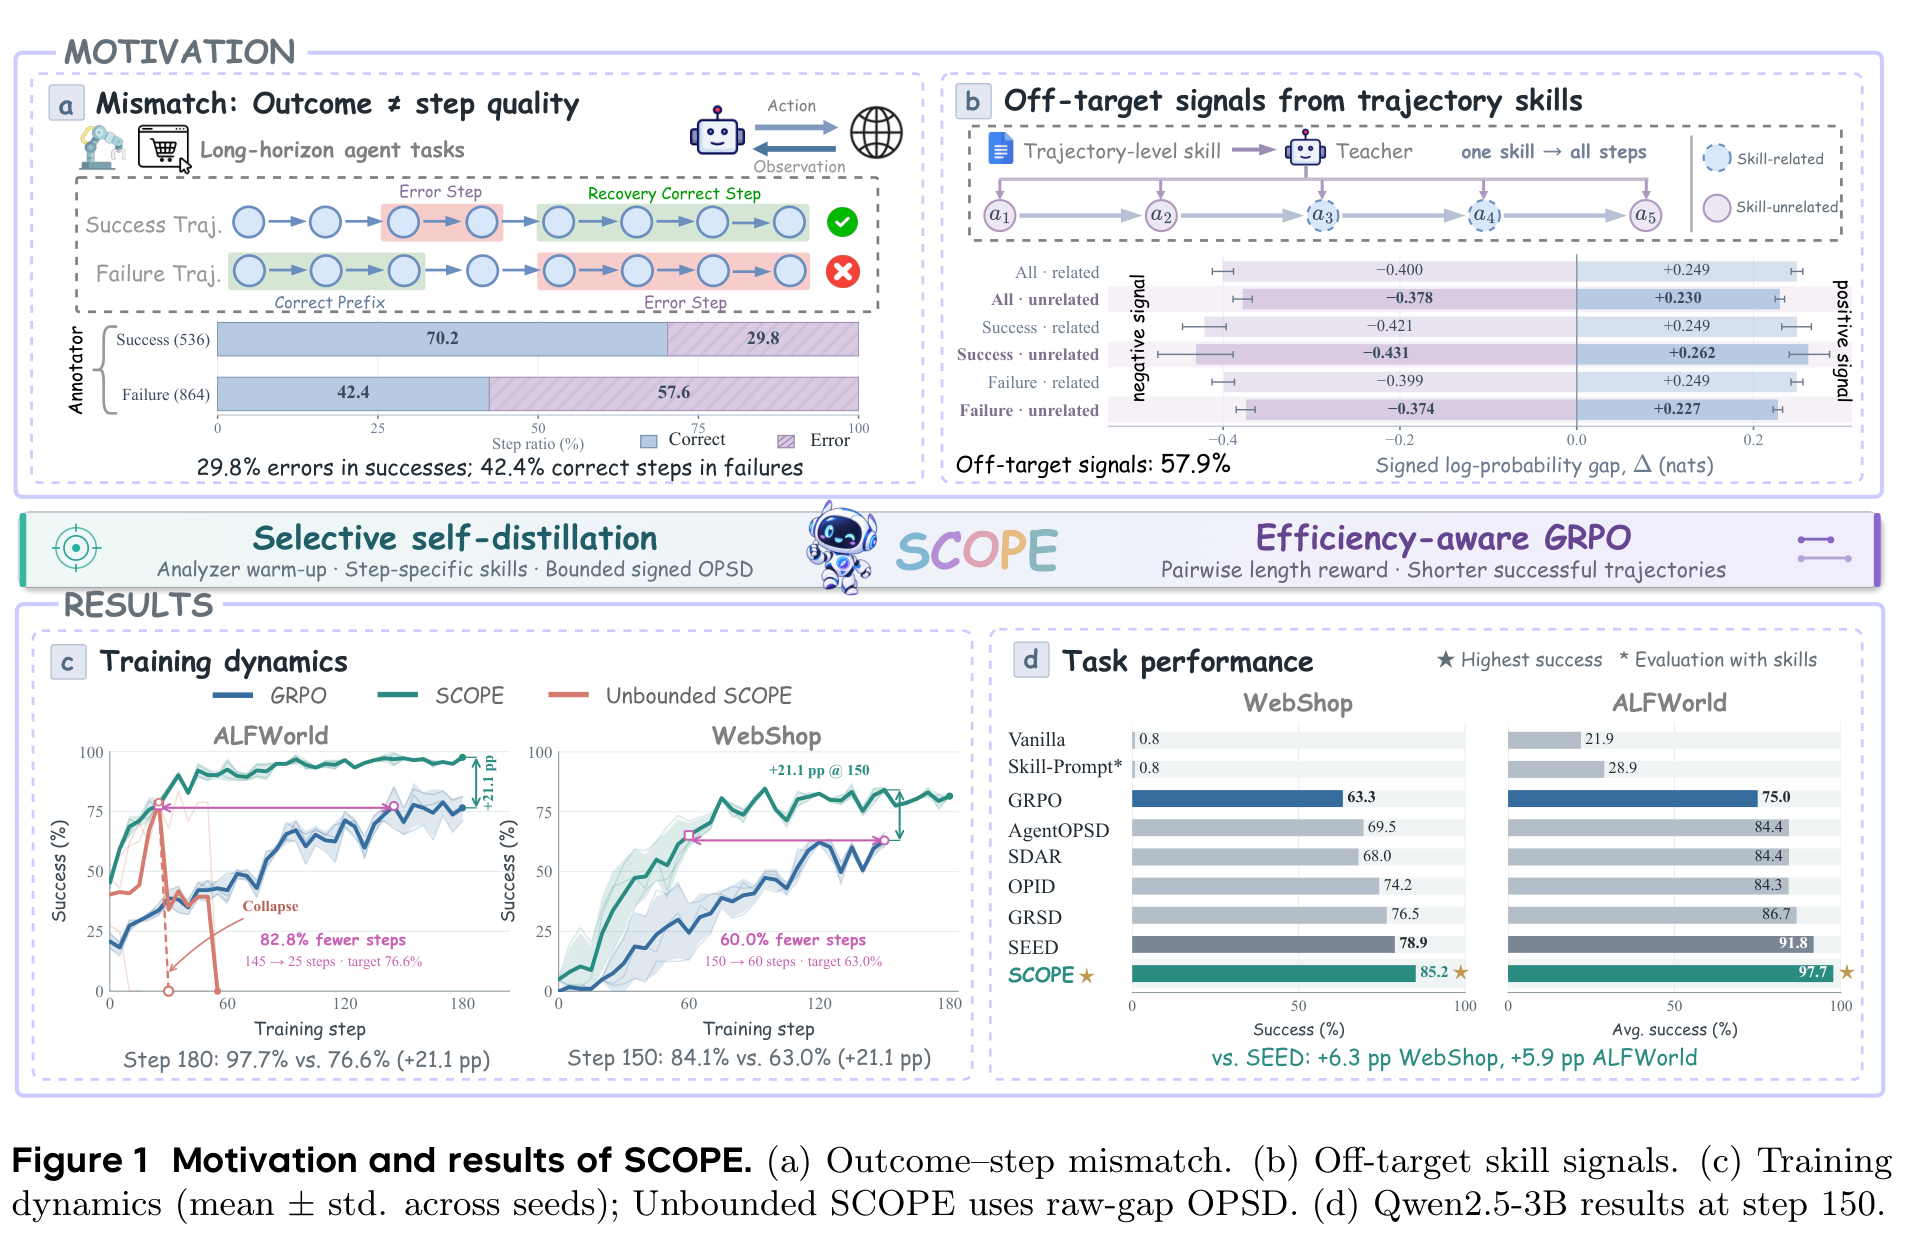 MOTIVATION
a Mismatch: Outcome ≠ step quality
Long-horizon agent tasks
Action
Observation
Error Step
Recovery Correct Step
Success Traj.
Failure Traj.
Correct Prefix
Error Step
Annotator
Success (536) 70.2 29.8
Failure (864) 42.4 57.6
0 25 50 75 100
Step ratio (%)
Correct
Error
29.8% errors in successes; 42.4% correct steps in failures
b Off-target signals from trajectory skills
Trajectory-level skill
Teacher
one skill → all steps
Skill-related
Skill-unrelated
a1 a2 a3 a4 a5
negative signal
positive signal
All · related −0.400 +0.249
All · unrelated −0.378 +0.230
Success · related −0.421 +0.249
Success · unrelated −0.431 +0.262
Failure · related −0.399 +0.249
Failure · unrelated −0.374 +0.227
−0.4 −0.2 0.0 0.2
Off-target signals: 57.9%
Signed log-probability gap, Δ (nats)
Selective self-distillation
Analyzer warm-up · Step-specific skills · Bounded signed OPSD
SCOPE
Efficiency-aware GRPO
Pairwise length reward · Shorter successful trajectories
RESULTS
c Training dynamics
GRPO SCOPE Unbounded SCOPE
ALFWorld
Success (%)
100
75
50
25
0
+21.1 pp
Collapse
82.8% fewer steps
145 → 25 steps · target 76.6%
0 60 120 180
Training step
Step 180: 97.7% vs. 76.6% (+21.1 pp)
WebShop
Success (%)
100
75
50
25
0
+21.1 pp @ 150
60.0% fewer steps
150 → 60 steps · target 63.0%
0 60 120 180
Training step
Step 150: 84.1% vs. 63.0% (+21.1 pp)
d Task performance
★ Highest success * Evaluation with skills
WebShop ALFWorld
Vanilla 0.8 21.9
Skill-Prompt* 0.8 28.9
GRPO 63.3 75.0
AgentOPSD 69.5 84.4
SDAR 68.0 84.4
OPID 74.2 84.3
GRSD 76.5 86.7
SEED 78.9 91.8
SCOPE ★ 85.2 ★ 97.7 ★
0 50 100 0 50 100
Success (%) Avg. success (%)
vs. SEED: +6.3 pp WebShop, +5.9 pp ALFWorld
Figure 1 Motivation and results of SCOPE. (a) Outcome–step mismatch. (b) Off-target skill signals. (c) Training
dynamics (mean ± std. across seeds); Unbounded SCOPE uses raw-gap OPSD. (d) Qwen2.5-3B results at step 150.